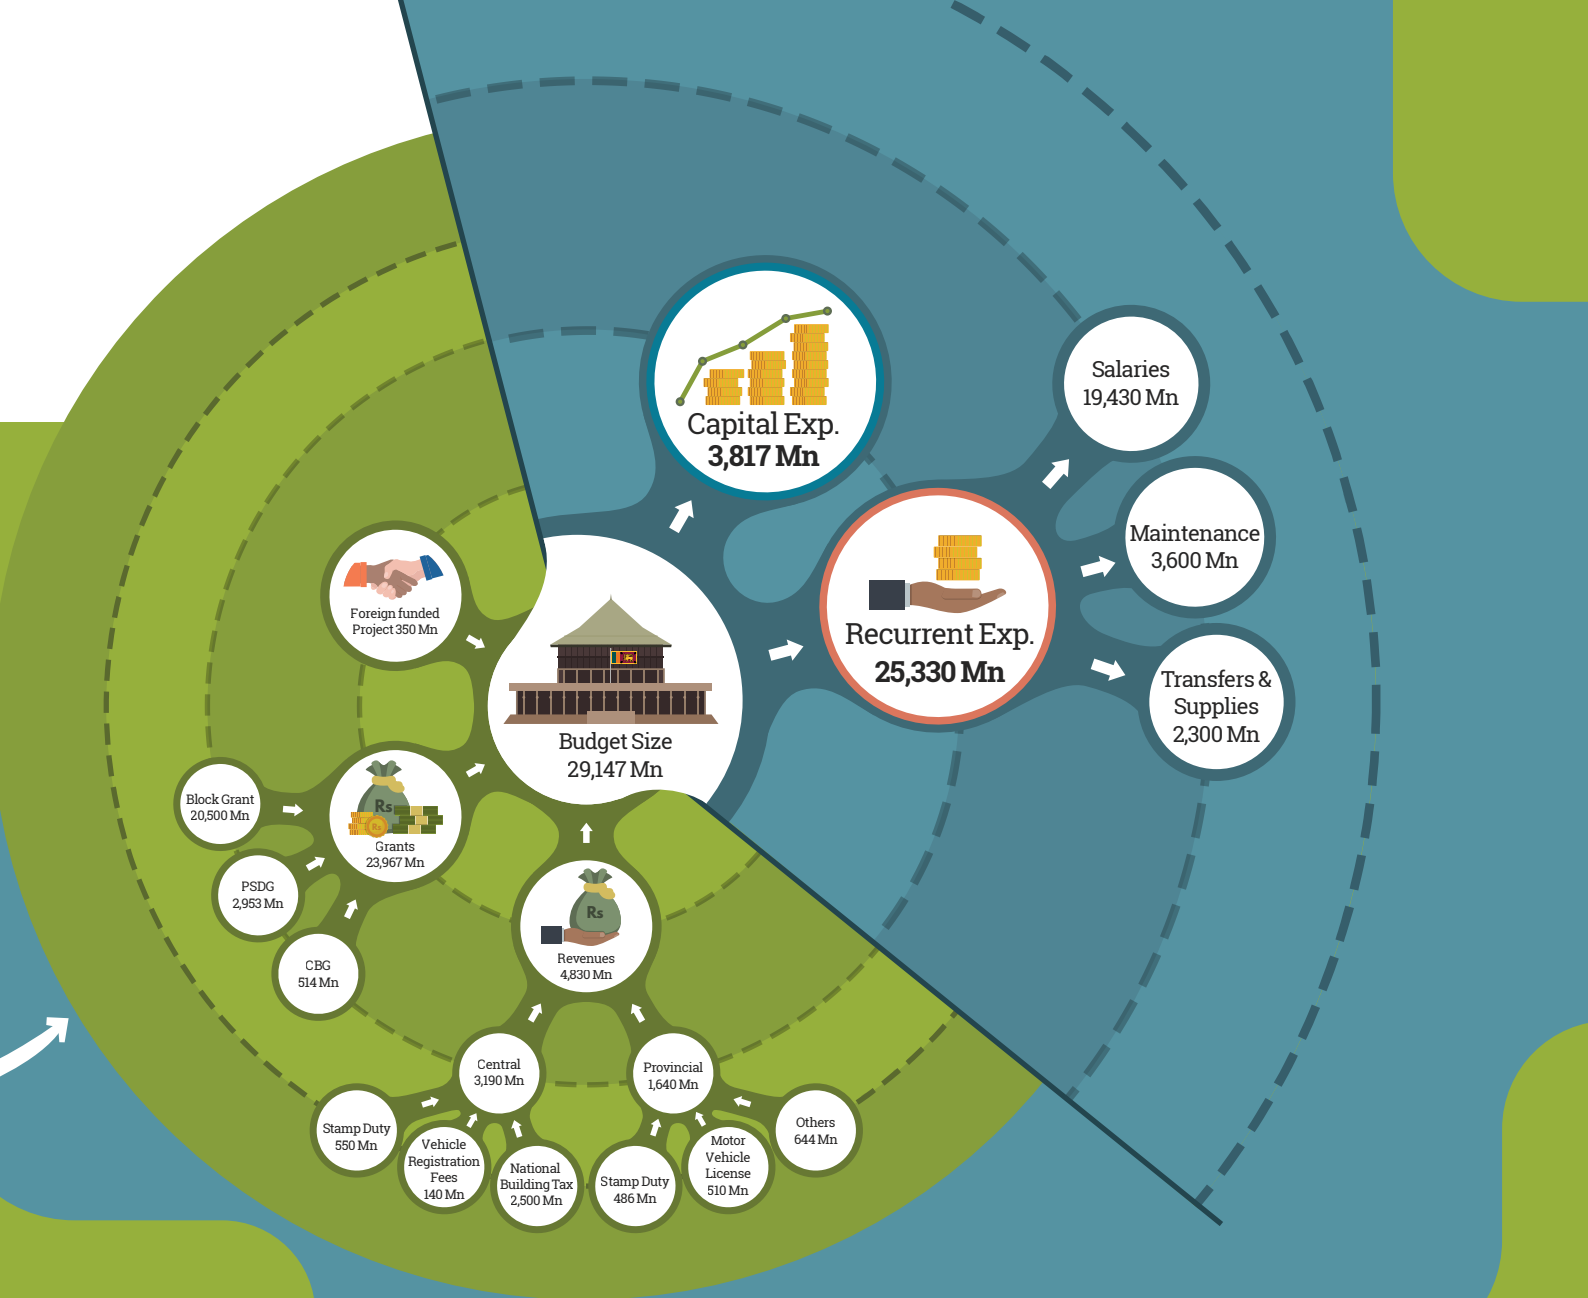 Capital Exp.
3,817 Mn
Salaries
19,430 Mn
Maintenance
3,600 Mn
Recurrent Exp.
25,330 Mn
Transfers &
Supplies
2,300 Mn
Foreign funded
Project 350 Mn
Budget Size
29,147 Mn
Block Grant
20,500 Mn
Rs
Rs
Grants
23,967 Mn
PSDG
2,953 Mn
CBG
514 Mn
Rs
Revenues
4,830 Mn
Central
3,190 Mn
Provincial
1,640 Mn
Stamp Duty
550 Mn
Vehicle
Registration
Fees
140 Mn
National
Building Tax
2,500 Mn
Stamp Duty
486 Mn
Motor
Vehicle
License
510 Mn
Others
644 Mn